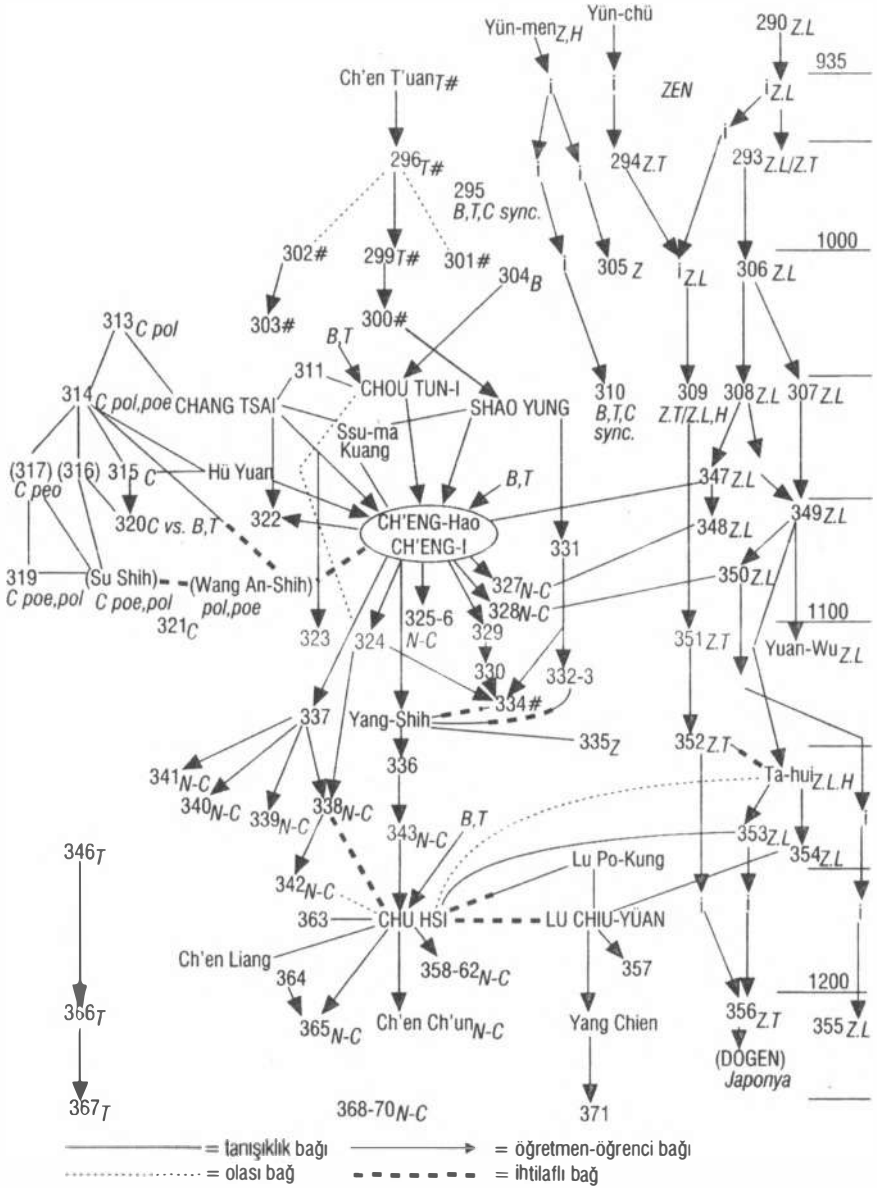 Yün-men Z,H Yün-chü 290 Z.L
935
Ch'en T'uan T# i i ZEN i Z.L
i
296 T# i i 294 Z.T 293 Z.L/Z.T
295
B,T,C sync.
1000
302# 299 T# 301# 304 B i 305 Z i Z.L 306 Z.L
303# 300#
313 C pol B,T
311 CHOU TUN-I
314 C pol,poe CHANG TSAI SHAO YUNG 310 309 308 Z.L 307 Z.L
B,T,C sync. Z.T/Z.L,H
Ssu-ma
Kuang
(317) (316) 315 C Hü Yuan B,T 347 Z.L
C peo
320 C vs. B,T 322 CH'ENG-Hao 348 Z.L 349 Z.L
CH'ENG-I 331
319 (Su Shih) (Wang An-Shih) 327 N-C 350 Z.L
C poe,pol C poe,pol pol,poe 328 N-C
1100
321 C 323 324 325-6 329 351 Z.T Yuan-Wu Z.L
N-C
330 332-3
334#
337 Yang-Shih
335 Z 352 Z.T
341 N-C 336 Ta-hui Z.L.H
340 N-C 339 N-C 338 N-C i
343 N-C B,T 353 Z.L
346 T 354 Z.L
342 N-C Lu Po-Kung
363 CHU HSI LU CHIU-YÜAN i i i
Ch'en Liang 358-62 N-C 357
364
1200
366 T 365 N-C Ch'en Ch'un N-C Yang Chien 356 Z.T 355 Z.L
(DOGEN)
Japonya
367 T 368-70 N-C 371
= tanışıklık bağı = öğretmen-öğrenci bağı
= olası bağ = ihtilaflı bağ